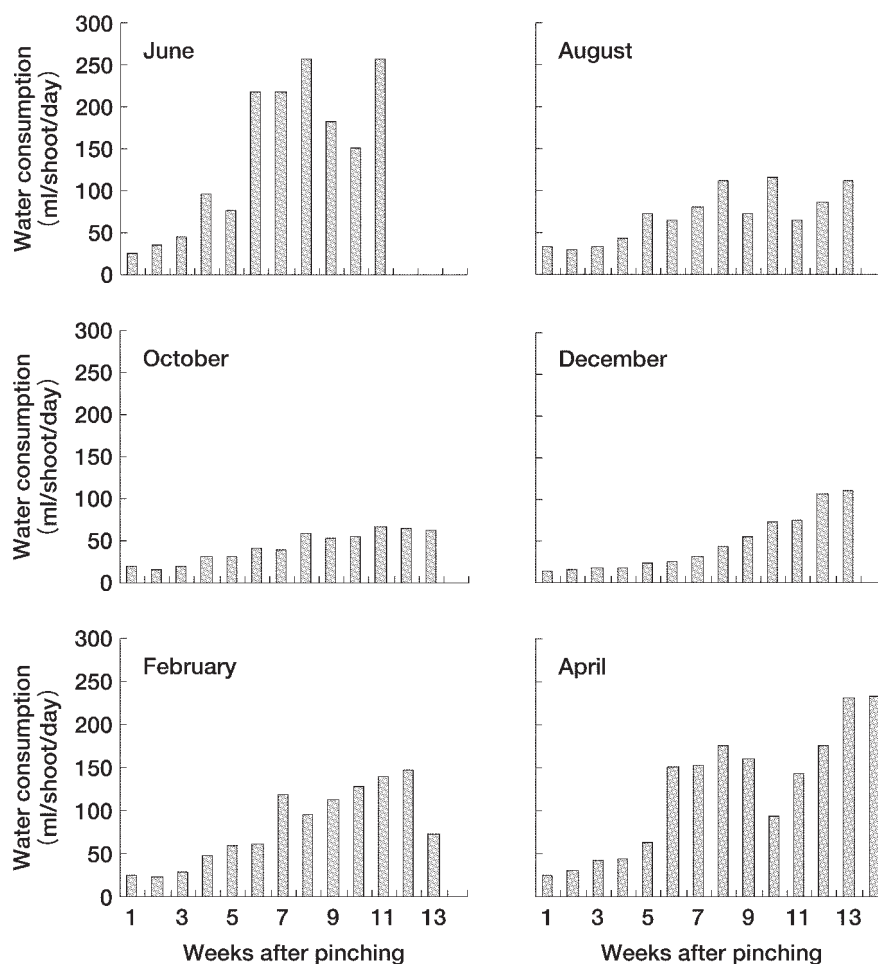 300
250
200
150
100
50
0
Water consumption
(ml/shoot/day)
June
August
300
250
200
150
100
50
0
Water consumption
(ml/shoot/day)
October
December
300
250
200
150
100
50
0
Water consumption
(ml/shoot/day)
February
April
1 3 5 7 9 11 13
1 3 5 7 9 11 13
Weeks after pinching
Weeks after pinching